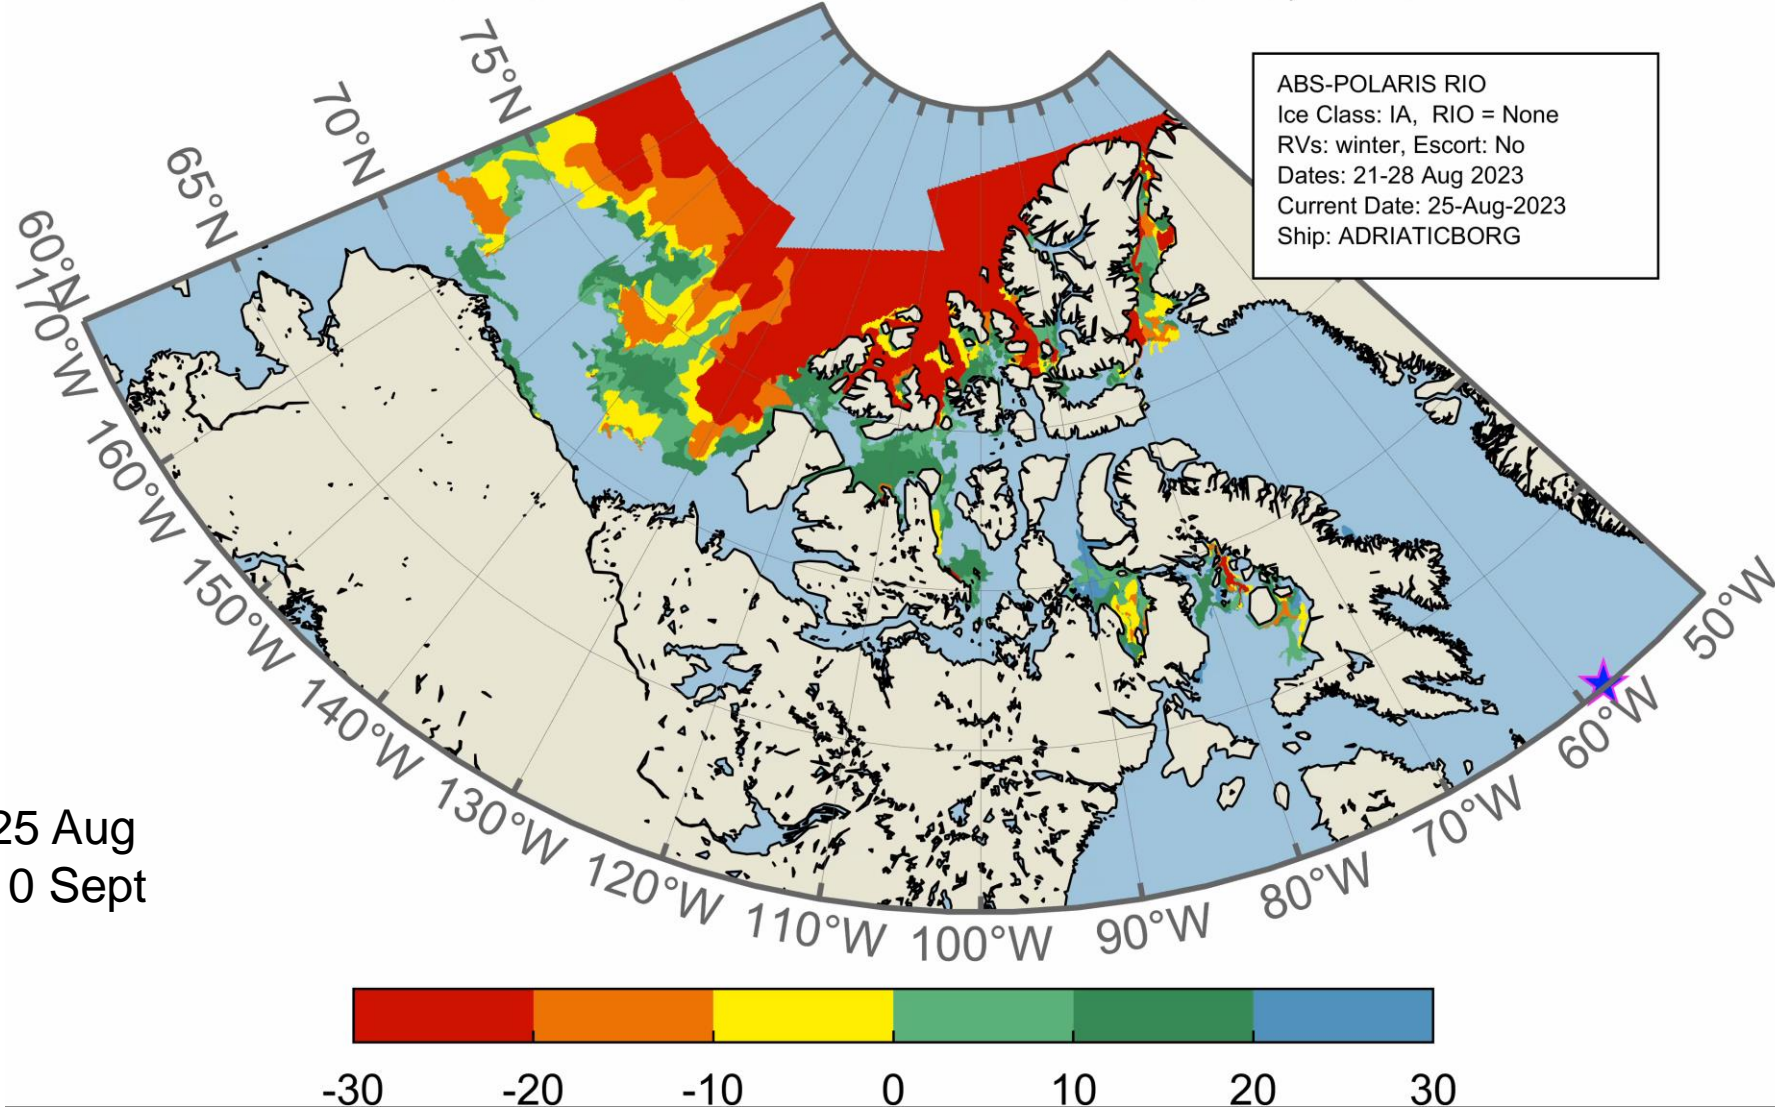 75°N
70°N
65°N
60°N
170°W
160°W
150°W
140°W
130°W
120°W
110°W
100°W
90°W
80°W
70°W
60°W
50°W
ABS-POLARIS RIO
Ice Class: IA, RIO = None
RVs: winter, Escort: No
Dates: 21-28 Aug 2023
Current Date: 25-Aug-2023
Ship: ADRIATICBORG
25 Aug
0 Sept
-30 -20 -10 0 10 20 30